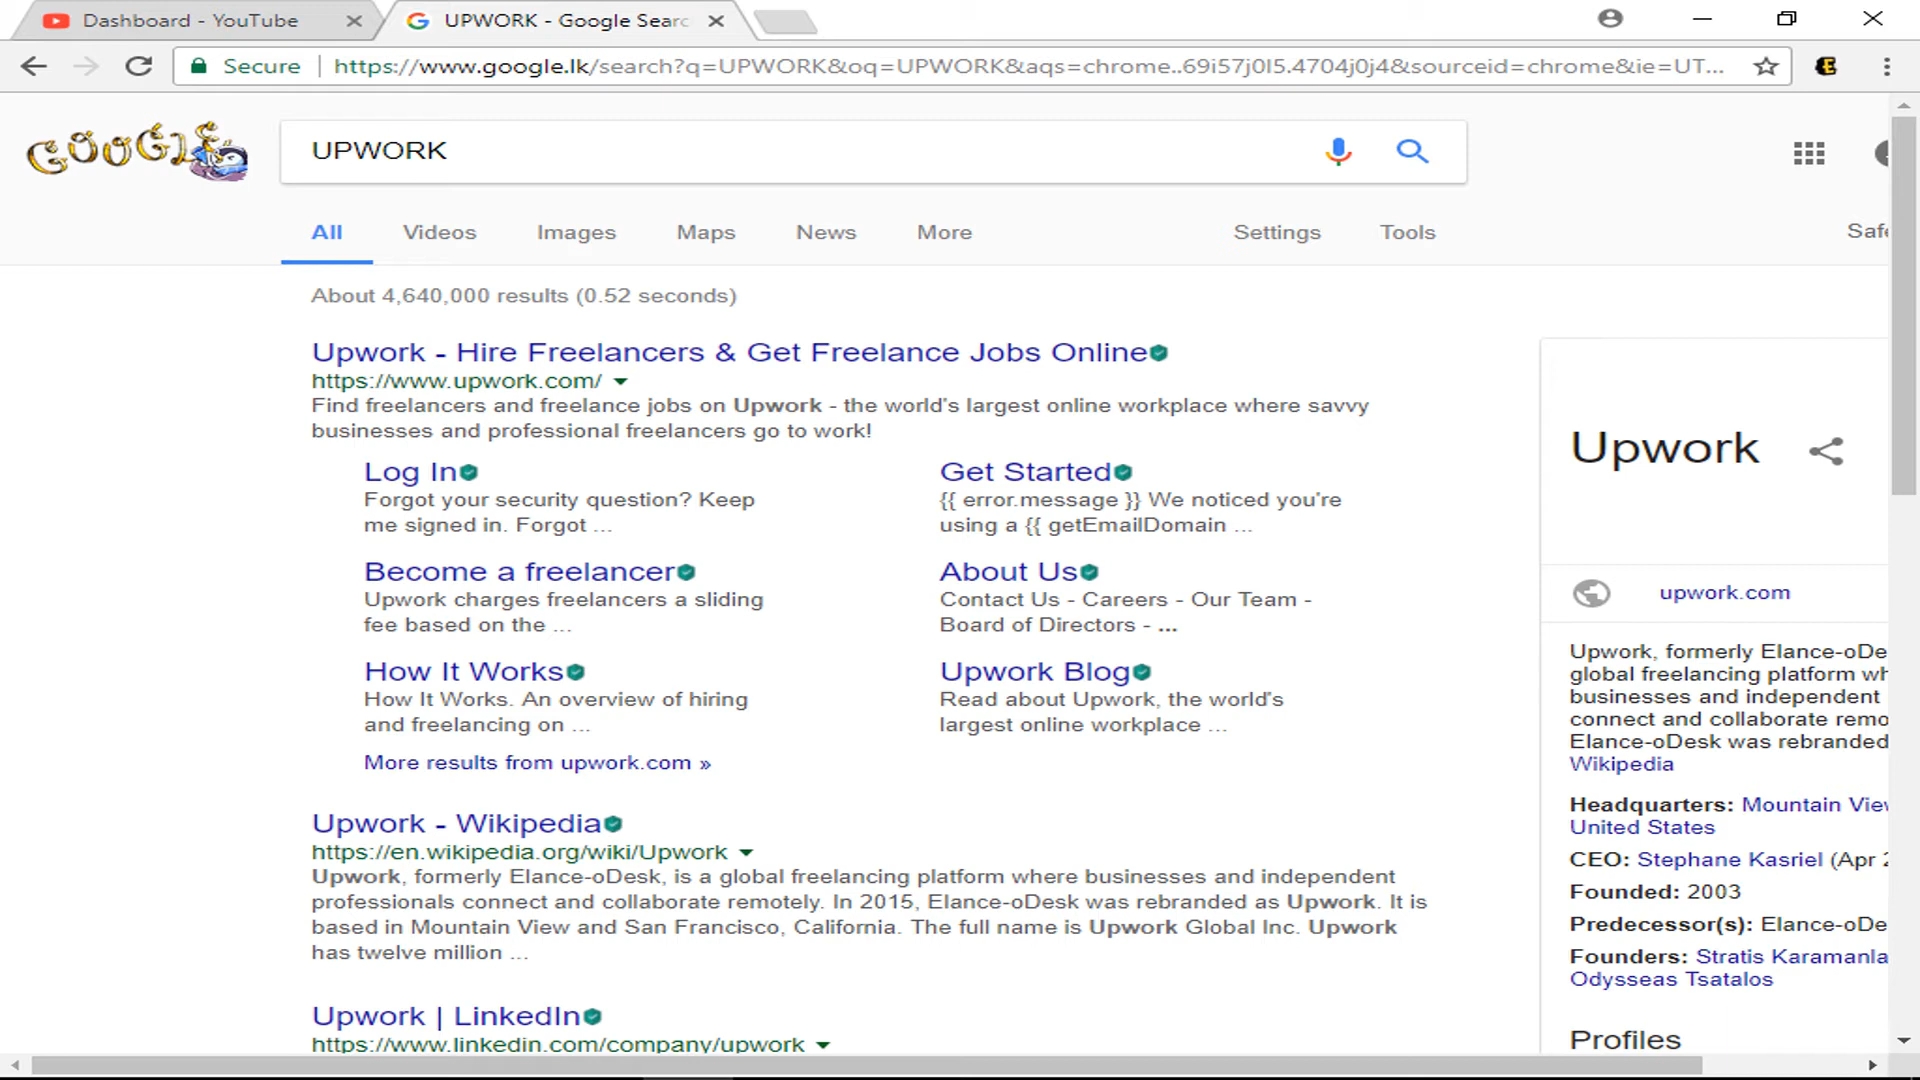 Dashboard - YouTube
UPWORK - Google Searc
Secure
https://www.google.lk/search?q=UPWORK&oq=UPWORK&aqs=chrome..69i57j0l5.4704j0j4&sourceid=chrome&ie=UT...
GOOGLE
UPWORK
All Videos Images Maps News More Settings Tools Safe
About 4,640,000 results (0.52 seconds)
Upwork - Hire Freelancers & Get Freelance Jobs Online
https://www.upwork.com/
Find freelancers and freelance jobs on Upwork - the world's largest online workplace where savvy
businesses and professional freelancers go to work!
Log In
Forgot your security question? Keep
me signed in. Forgot ...
Get Started
{{ error.message }} We noticed you're
using a {{ getEmailDomain ...
Become a freelancer
Upwork charges freelancers a sliding
fee based on the ...
About Us
Contact Us - Careers - Our Team -
Board of Directors - ...
How It Works
How It Works. An overview of hiring
and freelancing on ...
Upwork Blog
Read about Upwork, the world's
largest online workplace ...
More results from upwork.com »
Upwork - Wikipedia
https://en.wikipedia.org/wiki/Upwork
Upwork, formerly Elance-oDesk, is a global freelancing platform where businesses and independent
professionals connect and collaborate remotely. In 2015, Elance-oDesk was rebranded as Upwork. It is
based in Mountain View and San Francisco, California. The full name is Upwork Global Inc. Upwork
has twelve million ...
Upwork | LinkedIn
https://www.linkedin.com/company/upwork
Upwork
upwork.com
Upwork, formerly Elance-oDe
global freelancing platform wh
businesses and independent
connect and collaborate remo
Elance-oDesk was rebranded
Wikipedia
Headquarters: Mountain View
United States
CEO: Stephane Kasriel (Apr 2
Founded: 2003
Predecessor(s): Elance-oDe
Founders: Stratis Karamanla
Odysseas Tsatalos
Profiles